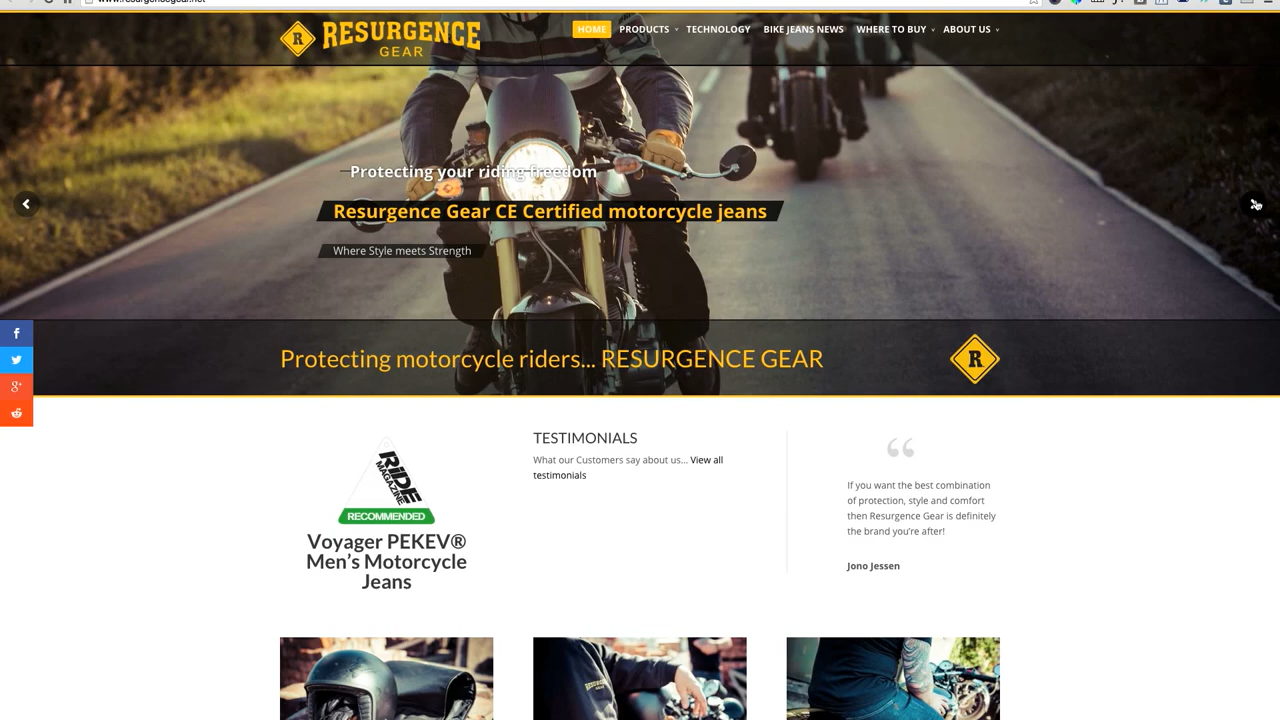 R
RESURGENCE
GEAR
HOME
PRODUCTS
TECHNOLOGY
BIKE JEANS NEWS
WHERE TO BUY
ABOUT US
Protecting your riding freedom
Resurgence Gear CE Certified motorcycle jeans
Where Style meets Strength
Protecting motorcycle riders... RESURGENCE GEAR
R
RiDE
MAGAZINE
RECOMMENDED
Voyager PEKEV®
Men’s Motorcycle
Jeans
TESTIMONIALS
What our Customers say about us... View all
testimonials
If you want the best combination
of protection, style and comfort
then Resurgence Gear is definitely
the brand you’re after!
Jono Jessen
RESURGENCE
GEAR